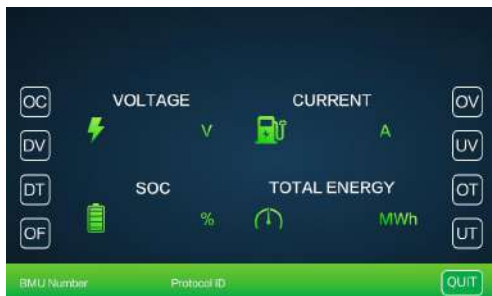 OC VOLTAGE CURRENT OV
DV V A UV
DT SOC TOTAL ENERGY OT
OF % MWh UT
BMU Number Protocol ID QUIT